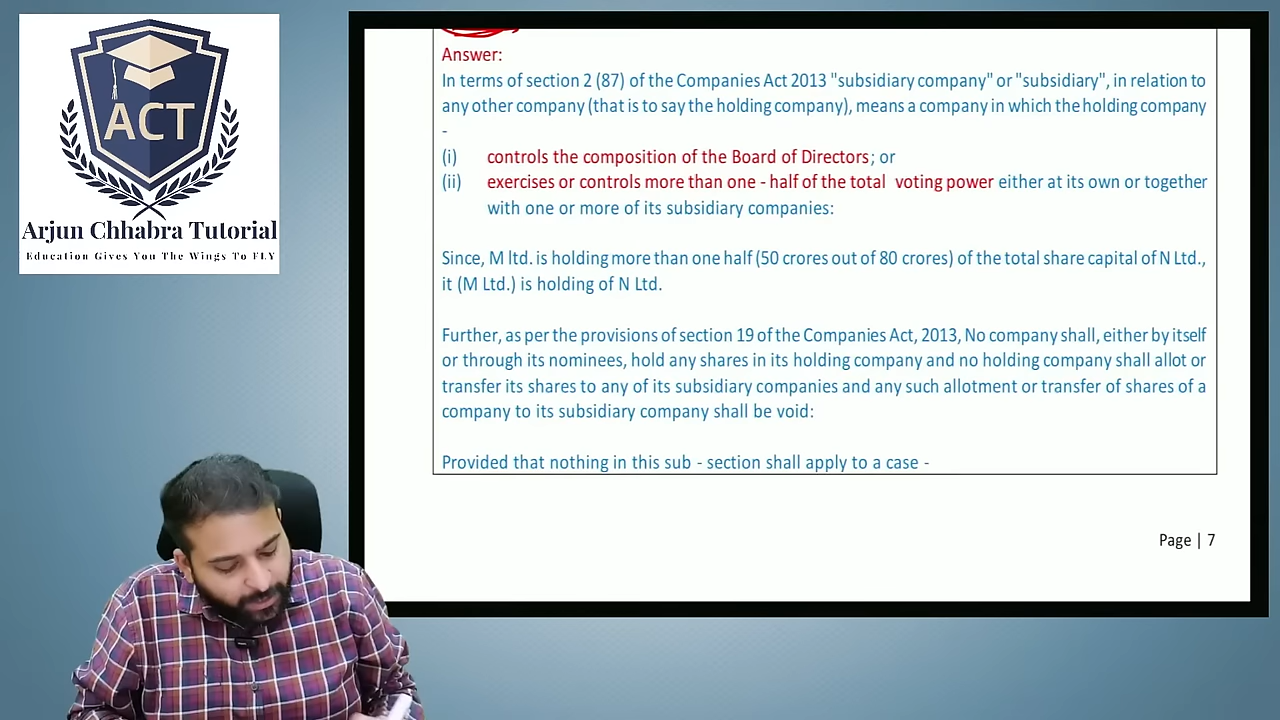 ACT
Arjun Chhabra Tutorial
Education Gives You The Wings To FLY
Answer:
In terms of section 2 (87) of the Companies Act 2013 "subsidiary company" or "subsidiary", in relation to
any other company (that is to say the holding company), means a company in which the holding company
-
(i) controls the composition of the Board of Directors; or
(ii) exercises or controls more than one - half of the total voting power either at its own or together
with one or more of its subsidiary companies:
Since, M ltd. is holding more than one half (50 crores out of 80 crores) of the total share capital of N Ltd.,
it (M Ltd.) is holding of N Ltd.
Further, as per the provisions of section 19 of the Companies Act, 2013, No company shall, either by itself
or through its nominees, hold any shares in its holding company and no holding company shall allot or
transfer its shares to any of its subsidiary companies and any such allotment or transfer of shares of a
company to its subsidiary company shall be void:
Provided that nothing in this sub - section shall apply to a case -
Page | 7